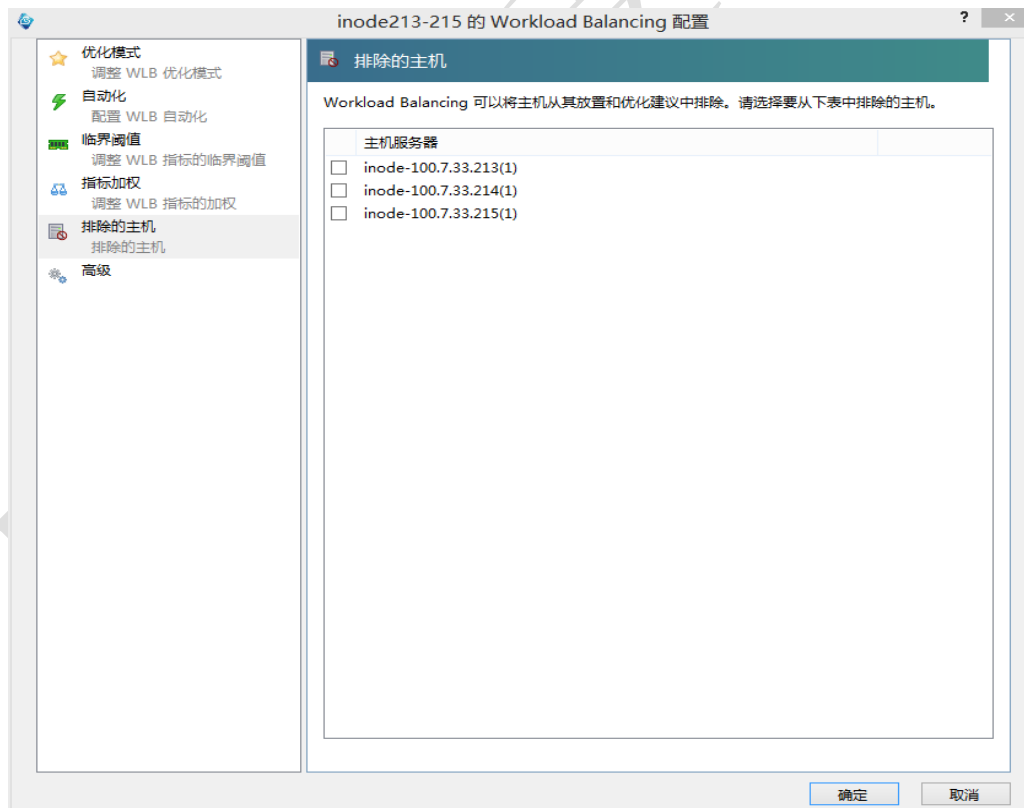 inode213-215 的 Workload Balancing 配置
?
优化模式
调整 WLB 优化模式
自动化
配置 WLB 自动化
临界阈值
调整 WLB 指标的临界阈值
指标加权
调整 WLB 指标的加权
排除的主机
排除的主机
高级
排除的主机
Workload Balancing 可以将主机从其放置和优化建议中排除。请选择要从下表中排除的主机。
主机服务器
inode-100.7.33.213(1)
inode-100.7.33.214(1)
inode-100.7.33.215(1)
确定
取消